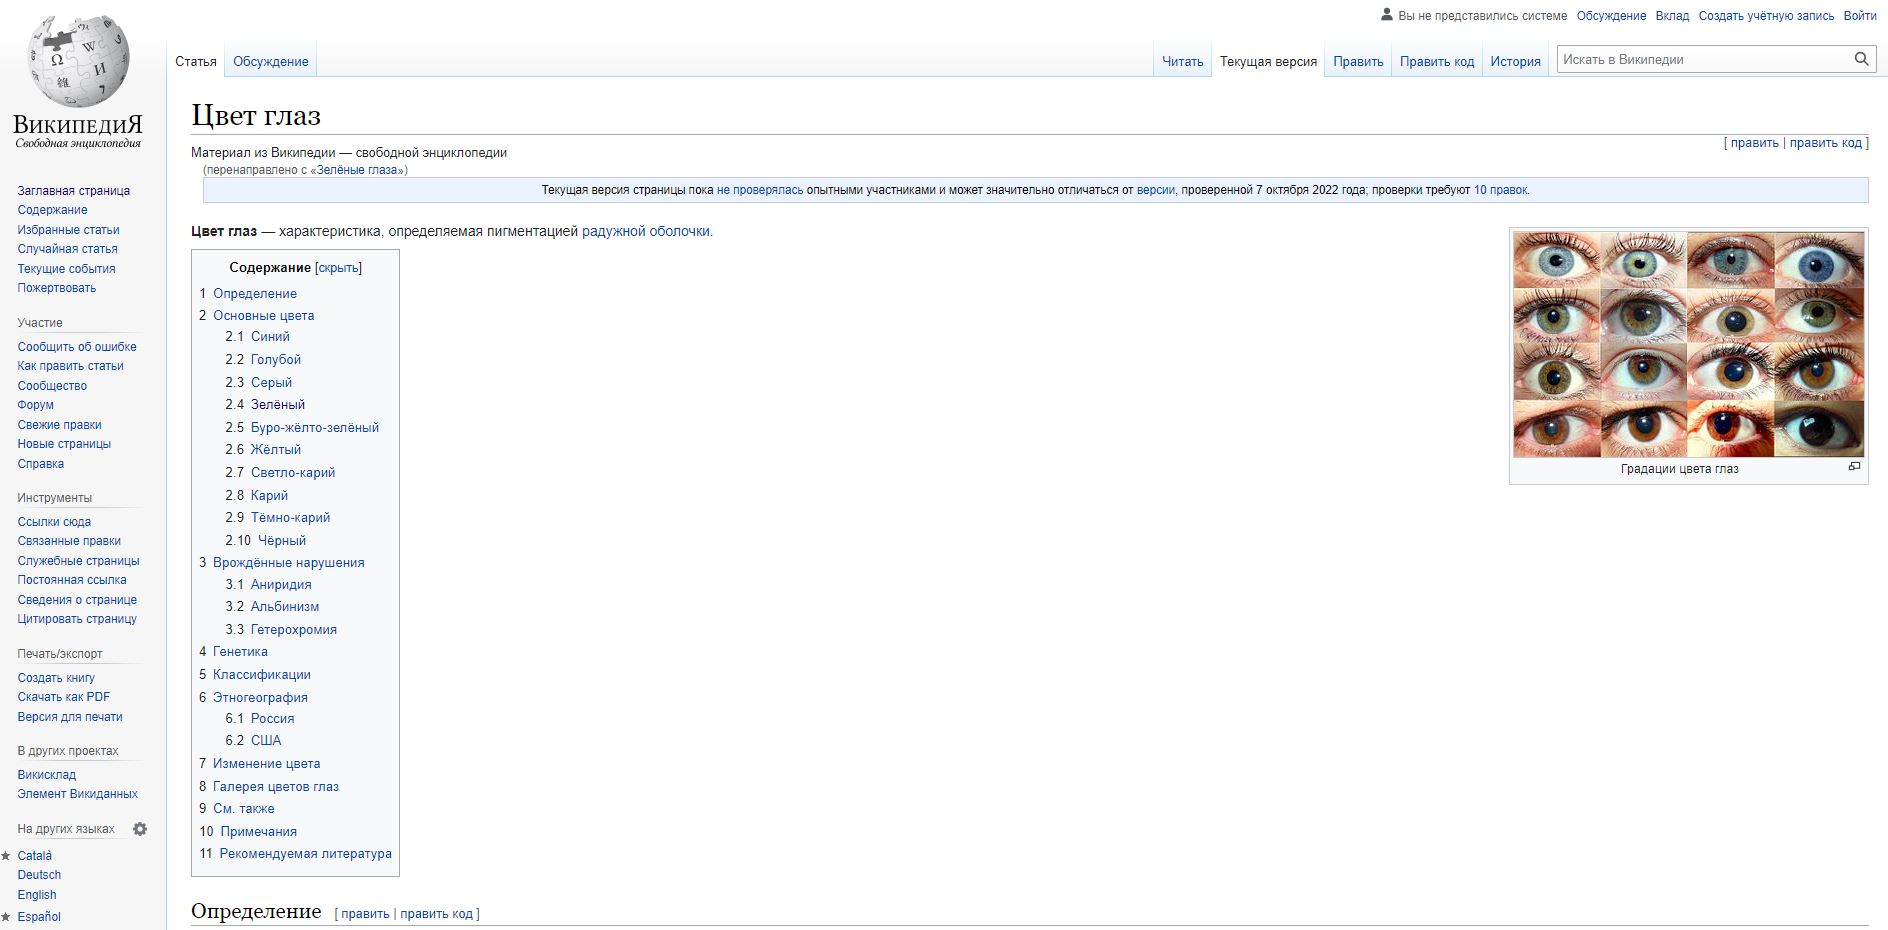 Вы не представились системе Обсуждение Вклад Создать учётную запись Войти
Статья Обсуждение Читать Текущая версия Править Править код История Искать в Википедии
ВикипедиЯ
Свободная энциклопедия
Заглавная страница
Содержание
Избранные статьи
Случайная статья
Текущие события
Пожертвовать
Участие
Сообщить об ошибке
Как править статьи
Сообщество
Форум
Свежие правки
Новые страницы
Справка
Инструменты
Ссылки сюда
Связанные правки
Служебные страницы
Постоянная ссылка
Сведения о странице
Цитировать страницу
Печать/экспорт
Создать книгу
Скачать как PDF
Версия для печати
В других проектах
Викисклад
Элемент Викиданных
На других языках
Català
Deutsch
English
Español
Цвет глаз
[ править | править код ]
Материал из Википедии — свободной энциклопедии
(перенаправлено с «Зелёные глаза»)
Текущая версия страницы пока не проверялась опытными участниками и может значительно отличаться от версии, проверенной 7 октября 2022 года; проверки требуют 10 правок.
Цвет глаз — характеристика, определяемая пигментацией радужной оболочки.
Содержание [скрыть]
1 Определение
2 Основные цвета
2.1 Синий
2.2 Голубой
2.3 Серый
2.4 Зелёный
2.5 Буро-жёлто-зелёный
2.6 Жёлтый
2.7 Светло-карий
2.8 Карий
2.9 Тёмно-карий
2.10 Чёрный
3 Врождённые нарушения
3.1 Аниридия
3.2 Альбинизм
3.3 Гетерохромия
4 Генетика
5 Классификации
6 Этногеография
6.1 Россия
6.2 США
7 Изменение цвета
8 Галерея цветов глаз
9 См. также
10 Примечания
11 Рекомендуемая литература
Градации цвета глаз
Определение [ править | править код ]